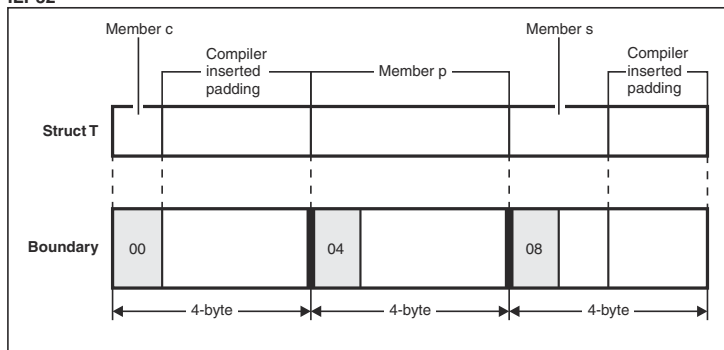 Member c
Member s
Compiler
inserted
padding
Member p
Compiler
inserted
padding
Struct T
Boundary
00
04
08
4-byte
4-byte
4-byte